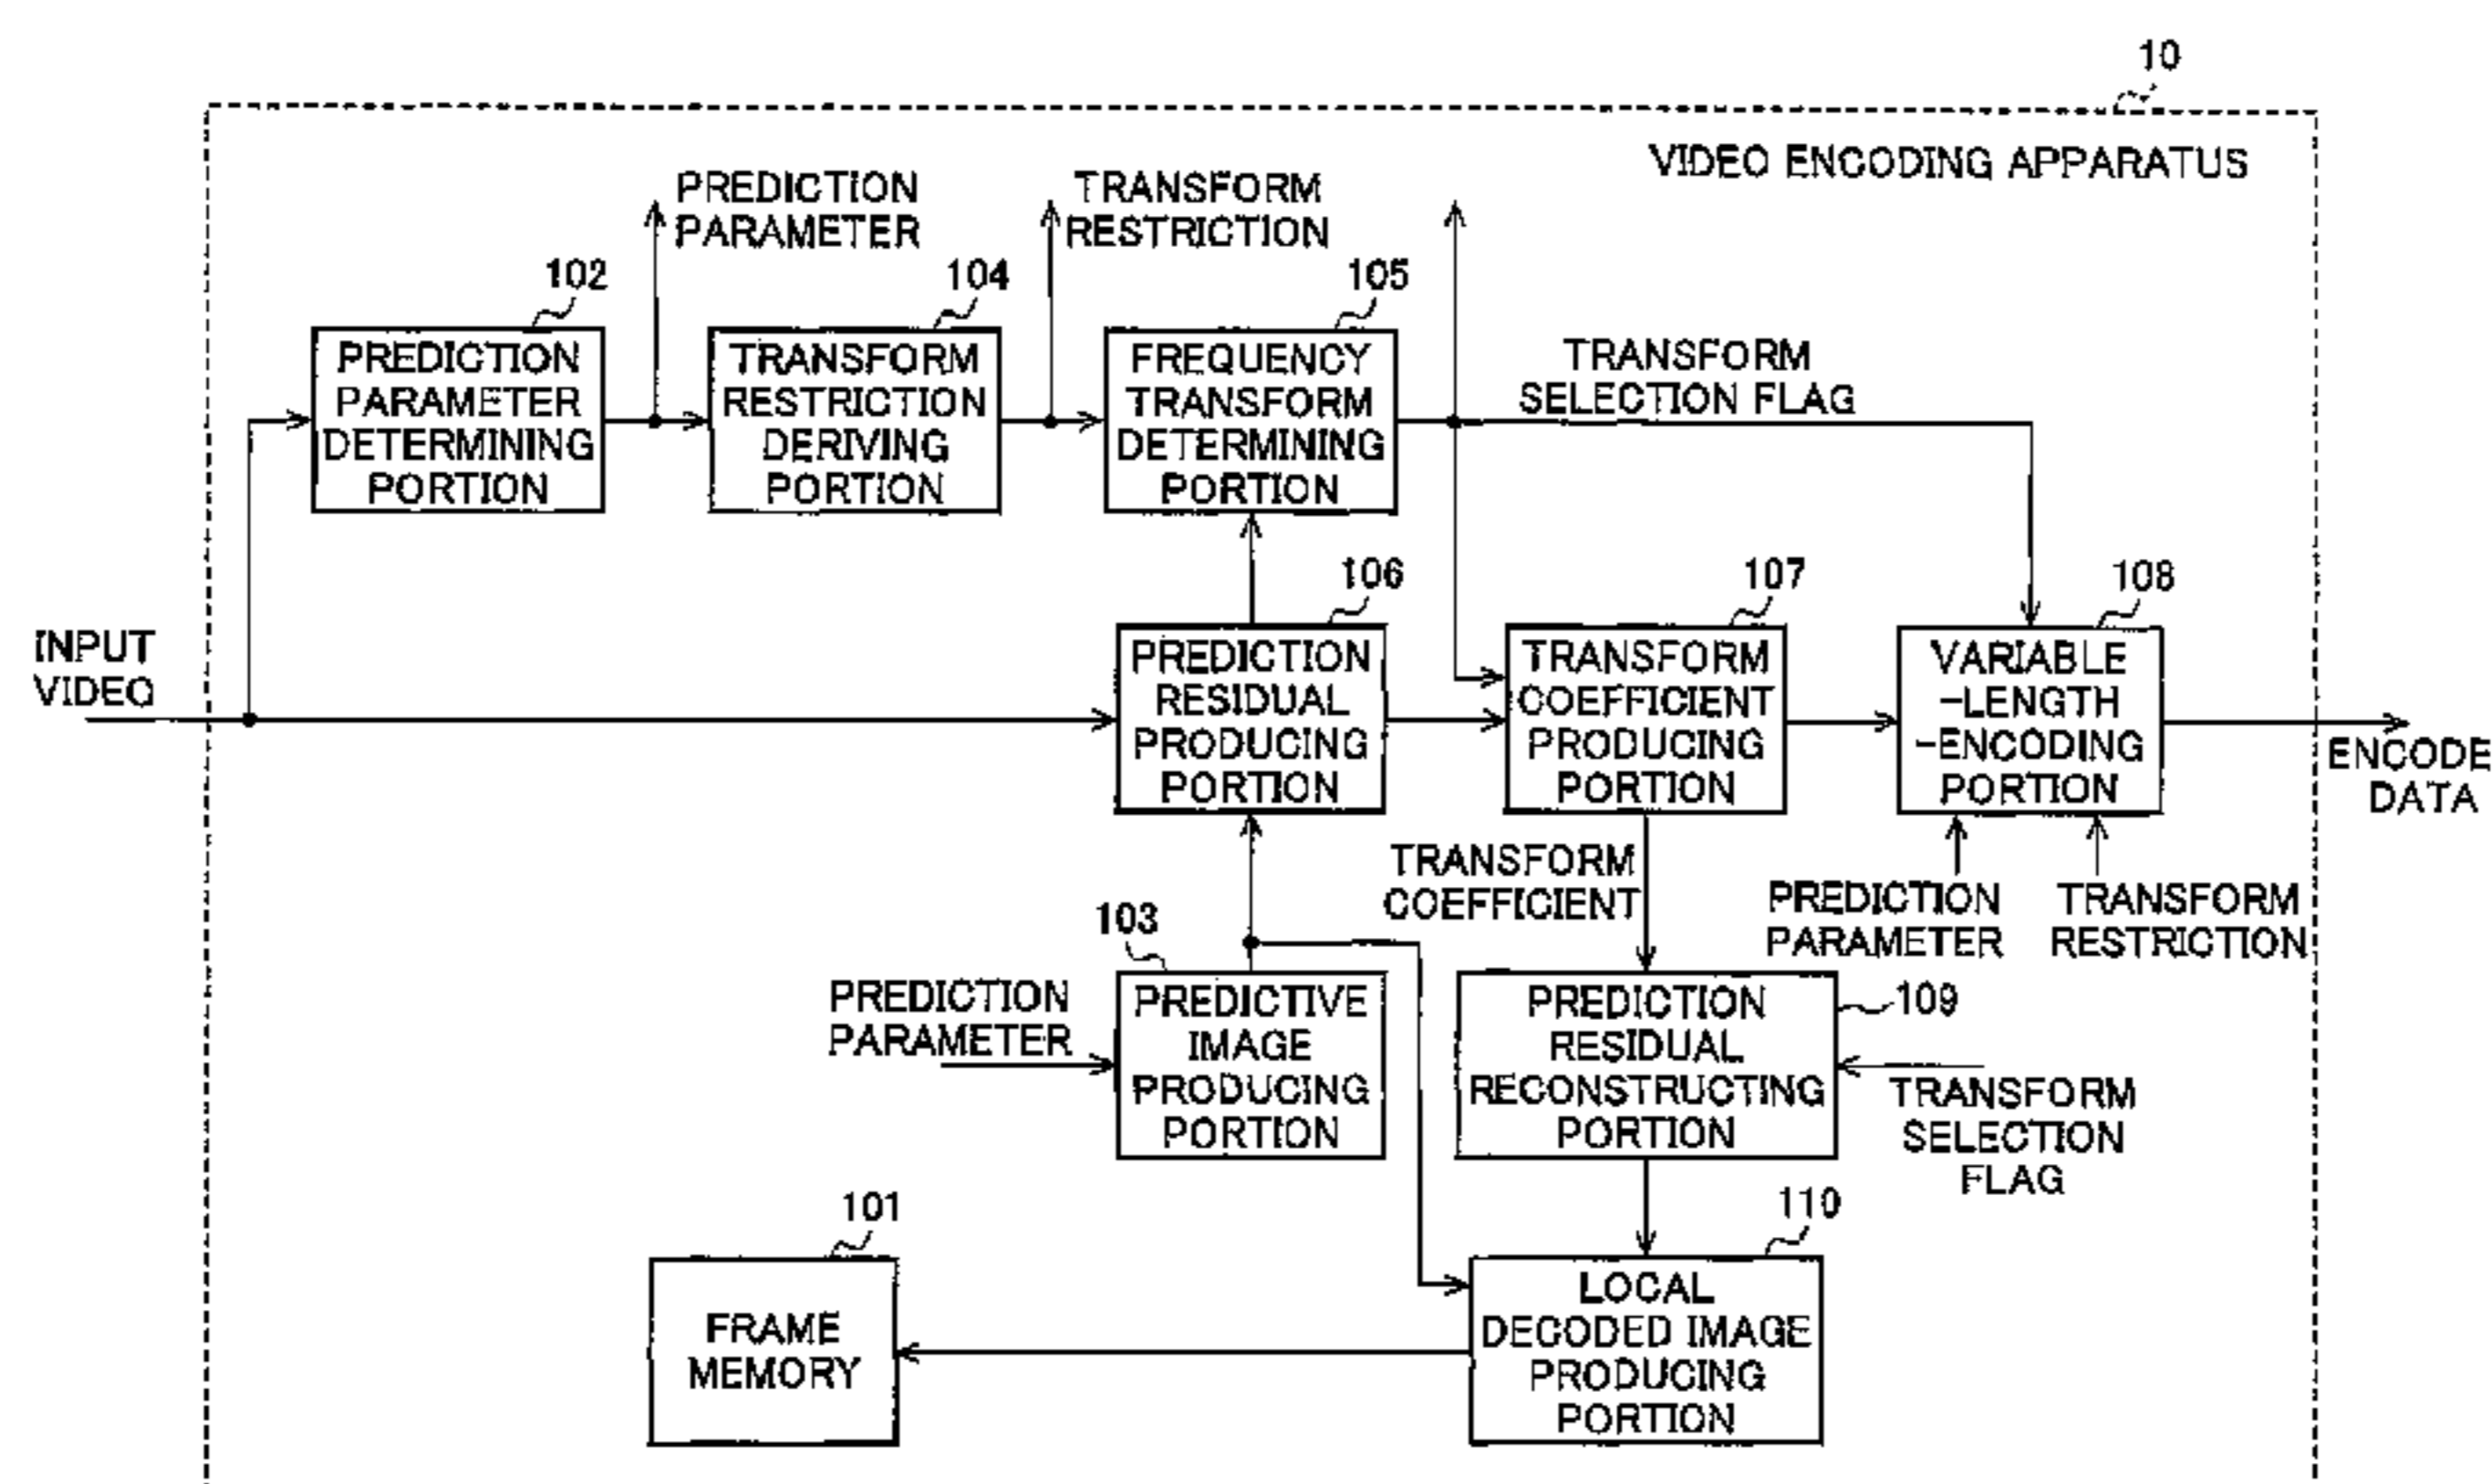 10
VIDEO ENCODING APPARATUS
PREDICTION
PARAMETER
TRANSFORM
RESTRICTION
102
104
105
PREDICTION
PARAMETER
DETERMINING
PORTION
TRANSFORM
RESTRICTION
DERIVING
PORTION
FREQUENCY
TRANSFORM
DETERMINING
PORTION
TRANSFORM
SELECTION FLAG
106
107
108
INPUT
VIDEO
PREDICTION
RESIDUAL
PRODUCING
PORTION
TRANSFORM
COEFFICIENT
PRODUCING
PORTION
VARIABLE
-LENGTH
-ENCODING
PORTION
ENCODE
DATA
TRANSFORM
COEFFICIENT
PREDICTION
PARAMETER
TRANSFORM
RESTRICTION
103
PREDICTION
PARAMETER
PREDICTIVE
IMAGE
PRODUCING
PORTION
PREDICTION
RESIDUAL
RECONSTRUCTING
PORTION
109
TRANSFORM
SELECTION
FLAG
101
110
FRAME
MEMORY
LOCAL
DECODED IMAGE
PRODUCING
PORTION